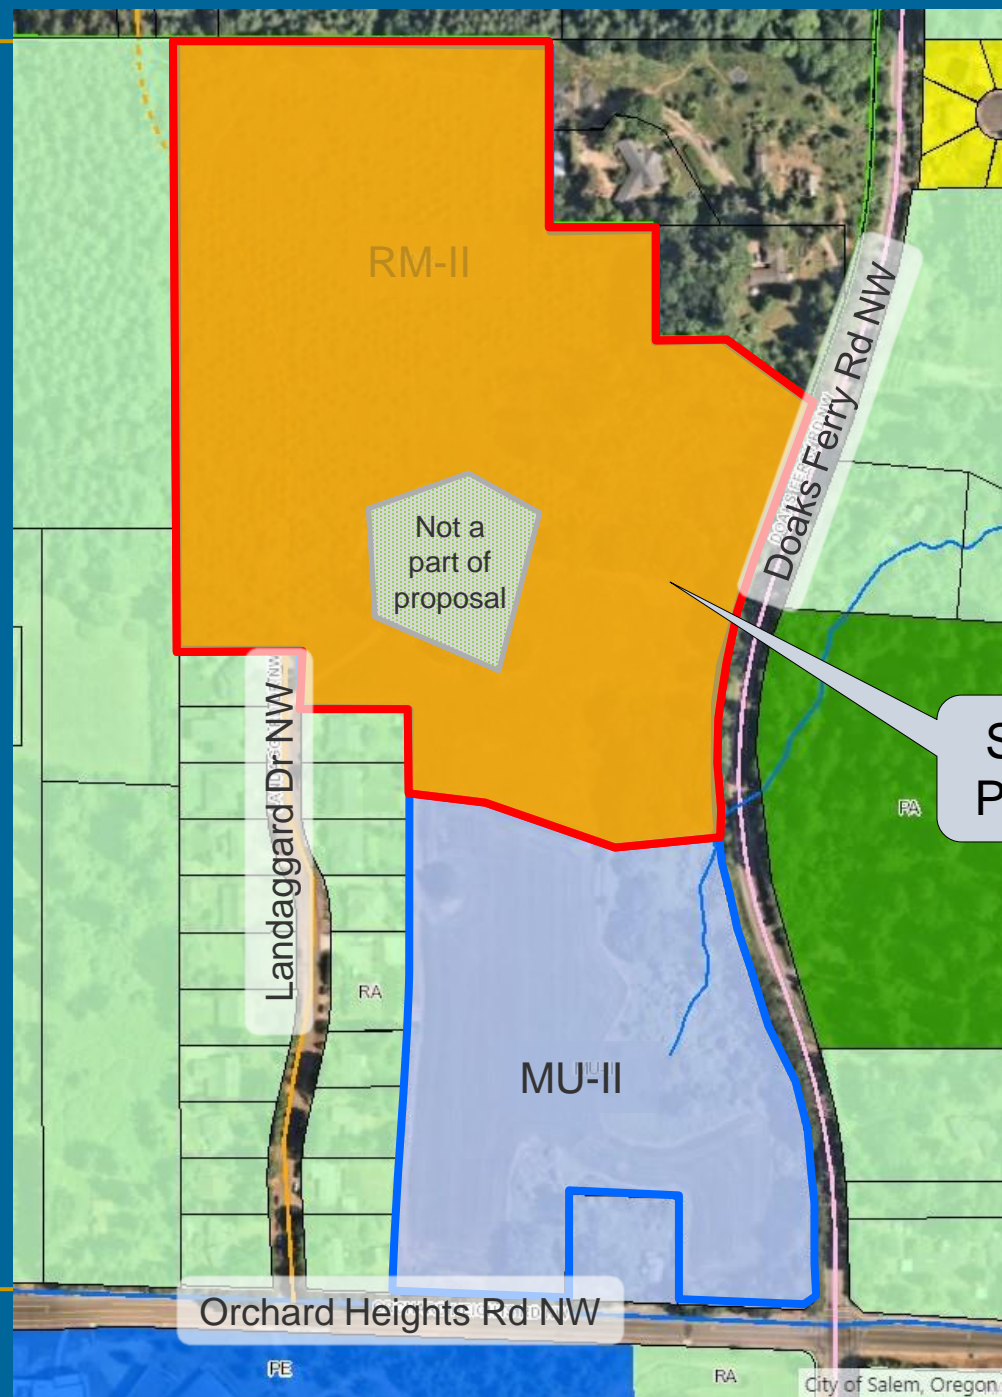 RM-II
Doaks Ferry Rd NW
Not a
part of
proposal
S
P
PA
Landaggard Dr NW
RA
MU-II
Orchard Heights Rd NW
PE
RA
City of Salem, Oregon